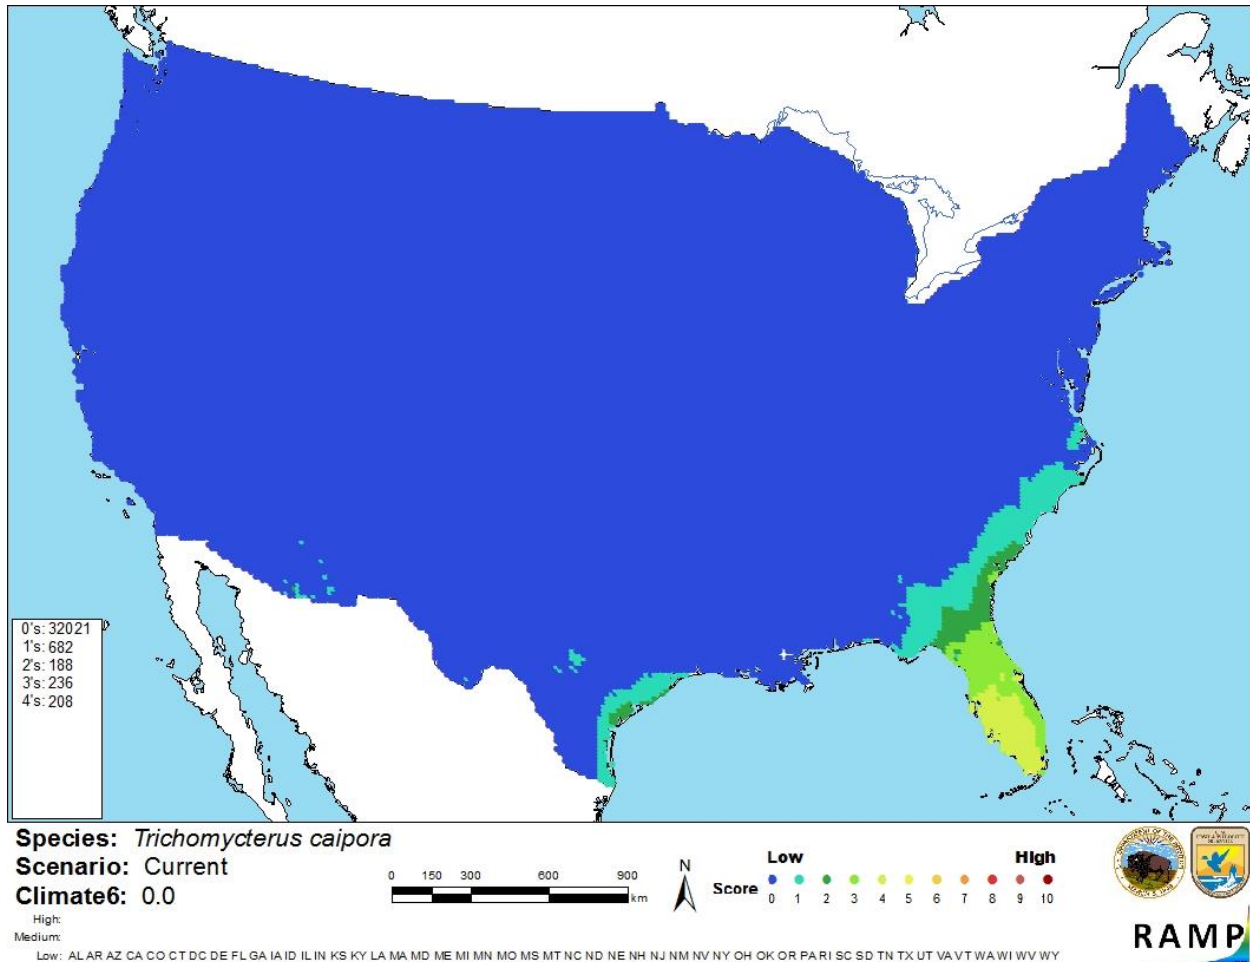 0's: 32021
1's: 682
2's: 188
3's: 236
4's: 208
Species: Trichomycterus caipora
Scenario: Current
Climate6: 0.0
High:
Medium:
Low: AL AR AZ CA CO CT DC DE FL GA IA ID IL IN KS KY LA MA MD ME MI MN MO MS MT NC ND NE NH NJ NM NV NY OH OK OR PA RI SC SD TN TX UT VA VT WA WI WV WY
0 150 300 600 900
km
N
Low High
Score
0 1 2 3 4 5 6 7 8 9 10
RAMP